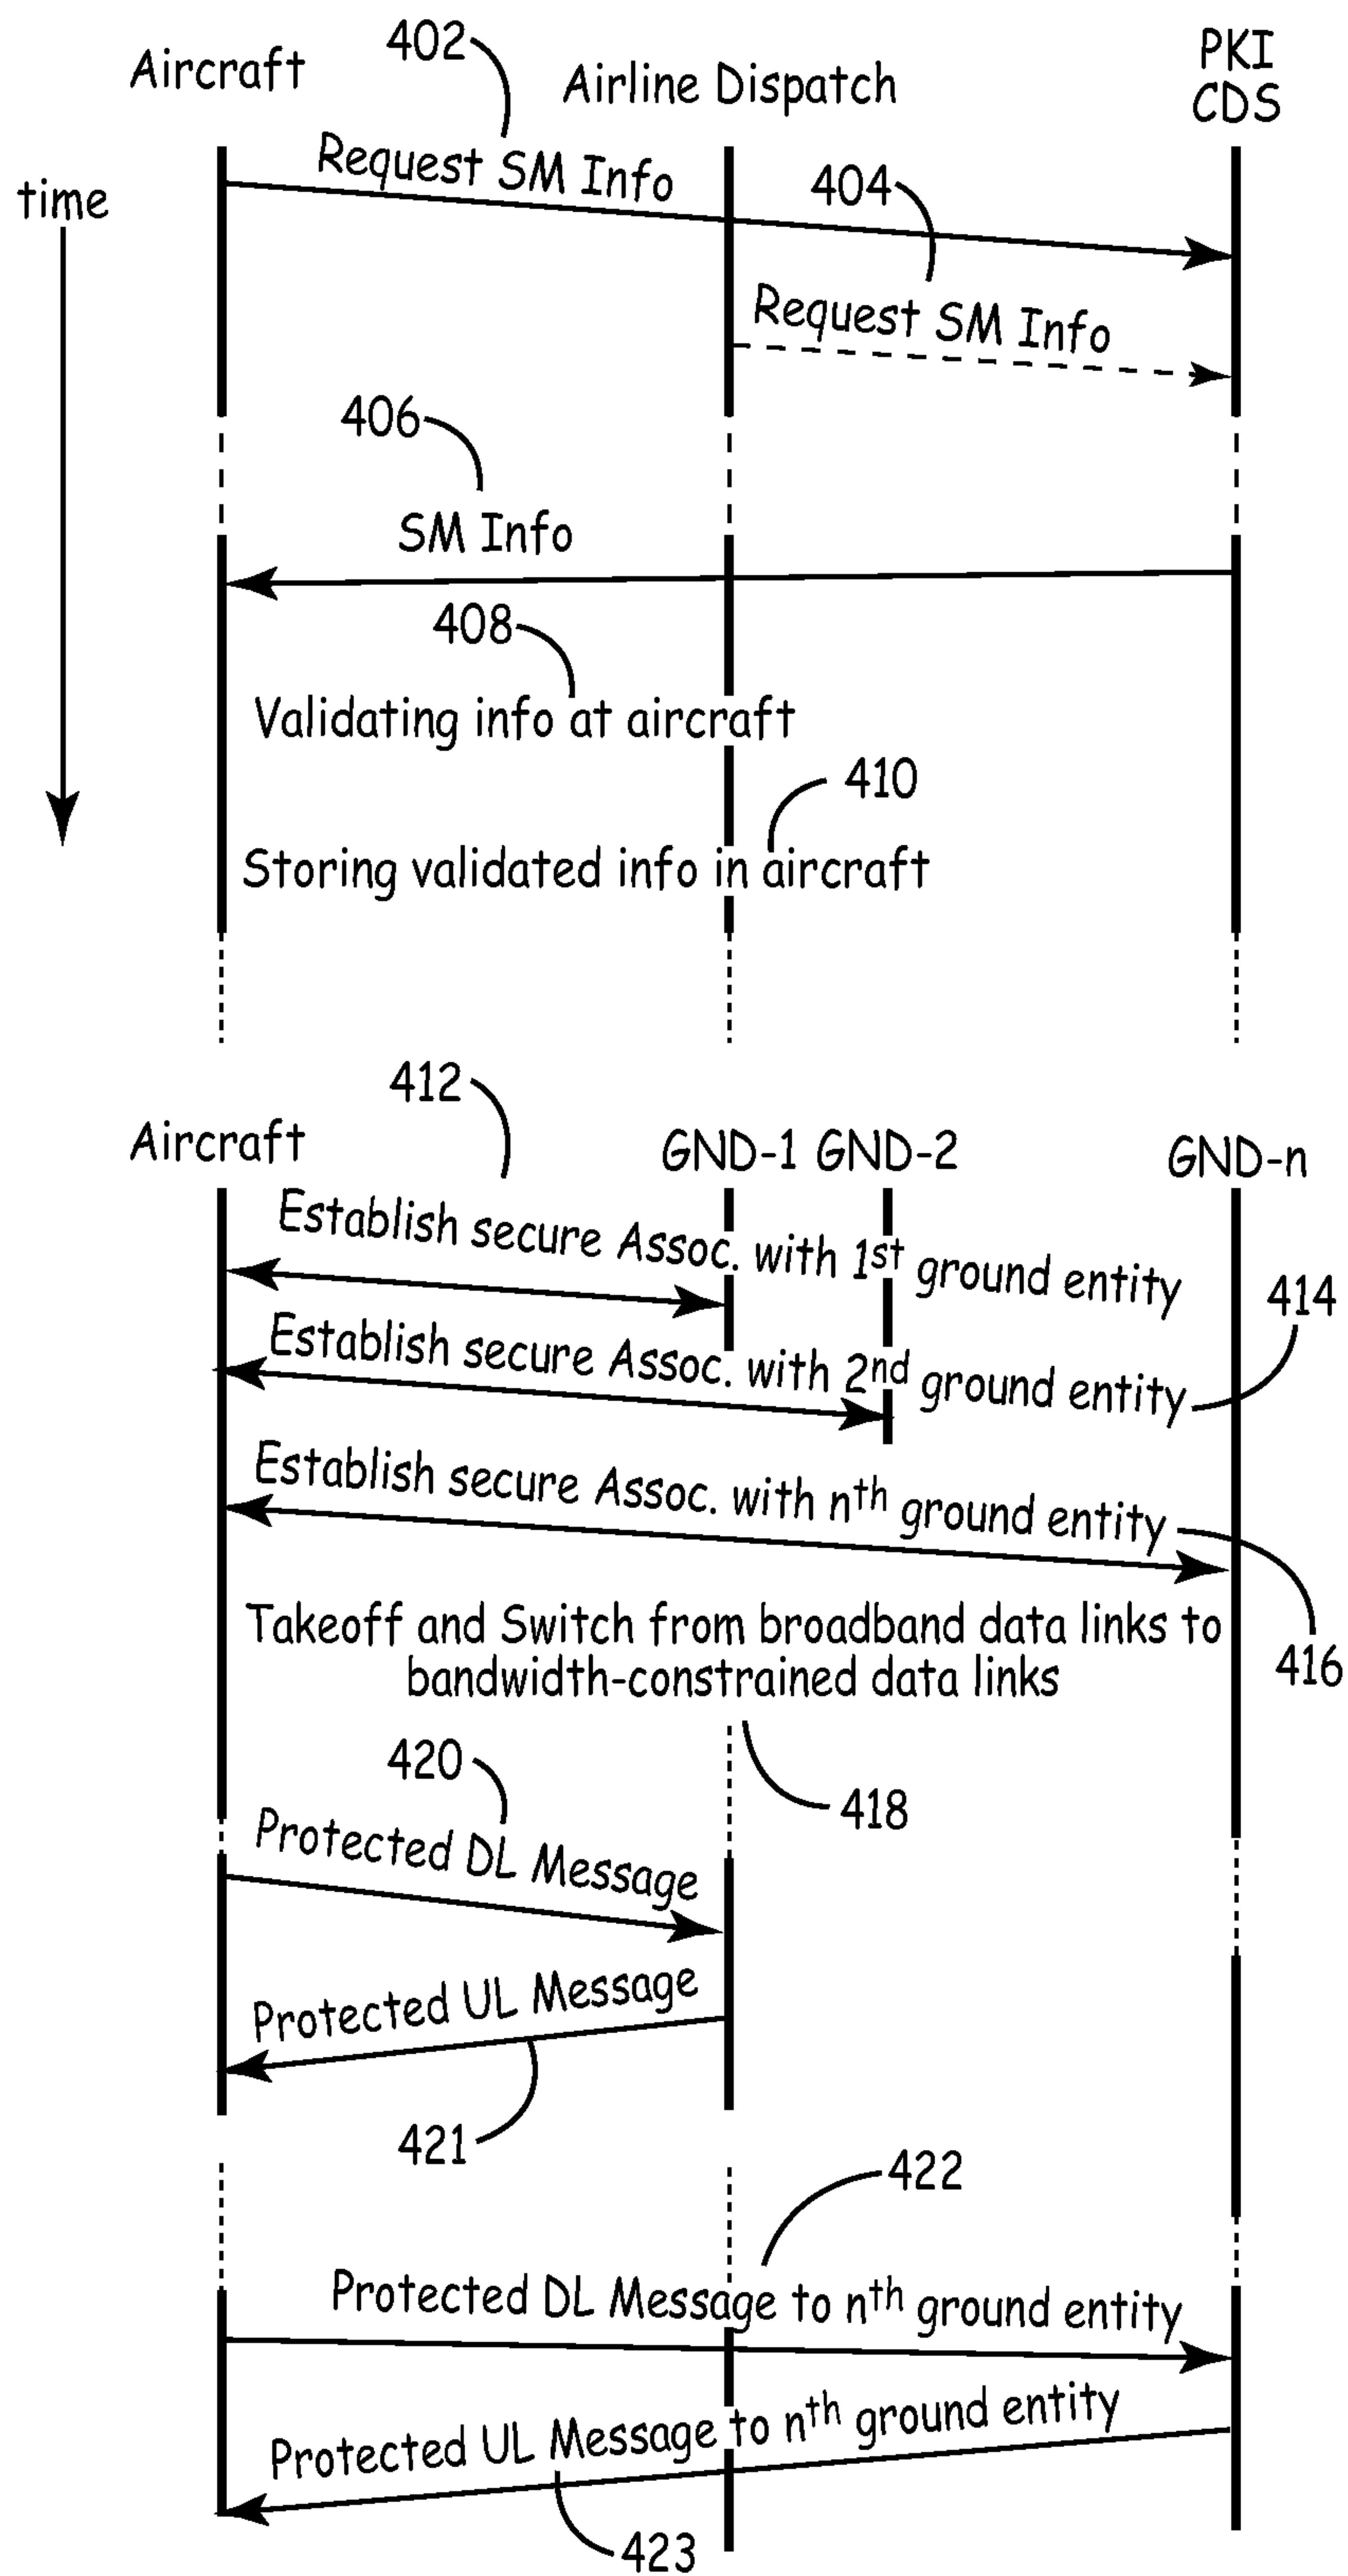 402
Aircraft
Airline Dispatch
PKI
CDS
time
Request SM Info
404
Request SM Info
406
SM Info
408
Validating info at aircraft
410
Storing validated info in aircraft
412
Aircraft
GND-1 GND-2
GND-n
Establish secure Assoc. with 1st ground entity
414
Establish secure Assoc. with 2nd ground entity
Establish secure Assoc. with nth ground entity
Takeoff and Switch from broadband data links to
bandwidth-constrained data links
416
420
418
Protected DL Message
Protected UL Message
421
422
Protected DL Message to nth ground entity
Protected UL Message to nth ground entity
423